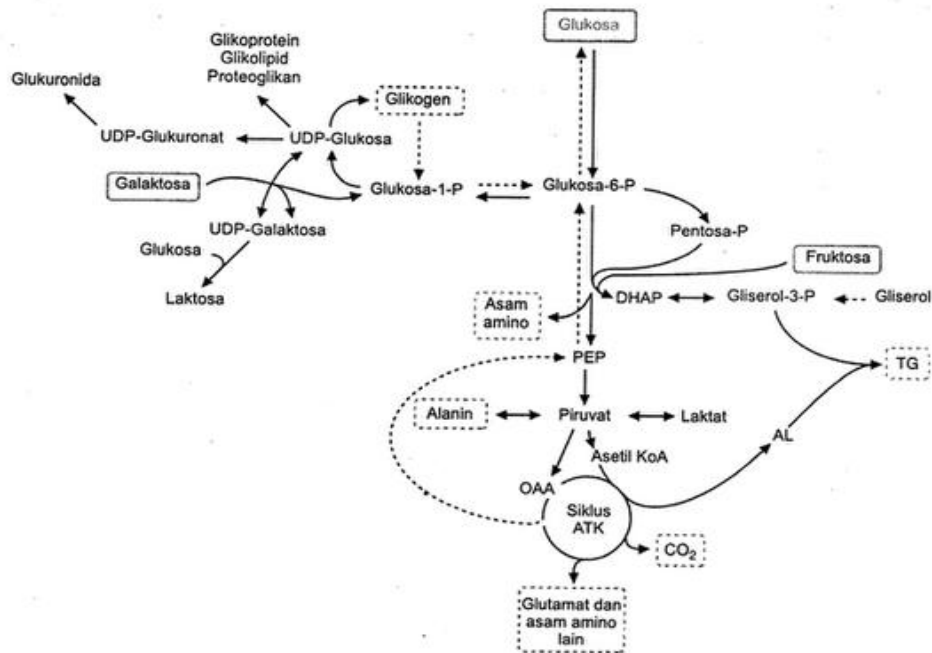 Glukosa
Glikoprotein
Glikolipid
Proteoglikan
Glukuronida
Glikogen
UDP-Glukuronat
UDP-Glukosa
Galaktosa
Glukosa-1-P
Glukosa-6-P
UDP-Galaktosa
Pentosa-P
Glukosa
Fruktosa
Laktosa
Asam
amino
DHAP
Gliserol-3-P
Gliserol
PEP
TG
Alanin
Piruvat
Laktat
AL
Asetil KoA
OAA
Siklus
ATK
CO₂
Glutamat dan
asam amino
lain